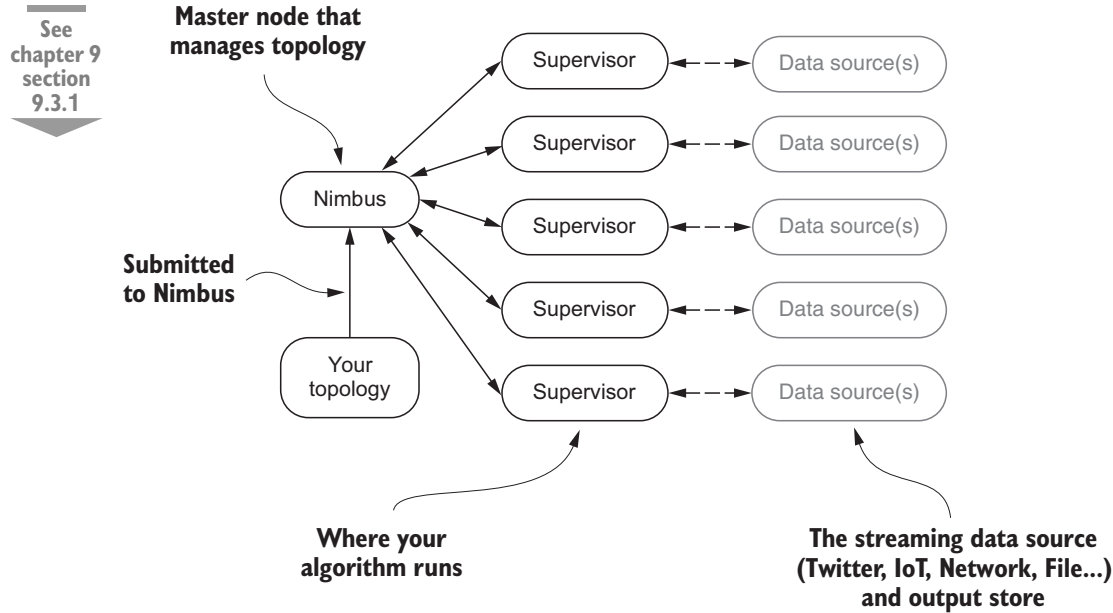 See
chapter 9
section
9.3.1
Master node that
manages topology
Supervisor
Data source(s)
Supervisor
Data source(s)
Nimbus
Supervisor
Data source(s)
Submitted
to Nimbus
Supervisor
Data source(s)
Your
topology
Supervisor
Data source(s)
Where your
algorithm runs
The streaming data source
(Twitter, IoT, Network, File...)
and output store